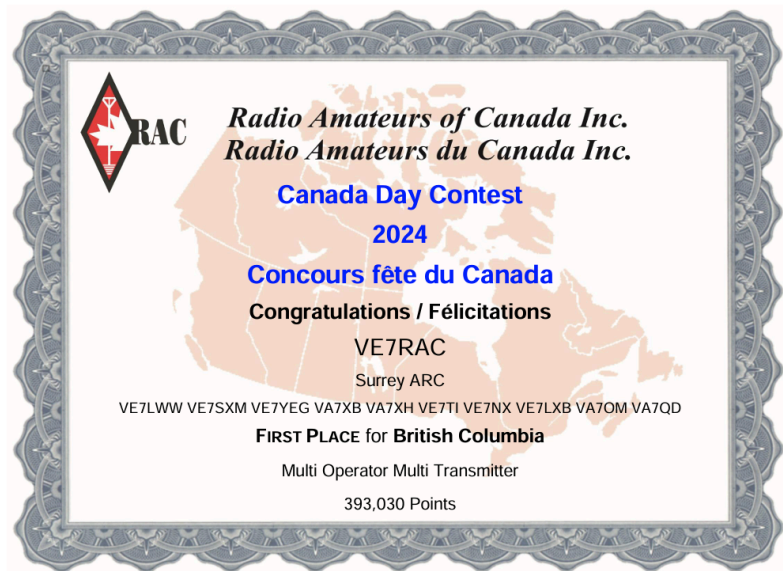 RAC
Radio Amateurs of Canada Inc.
Radio Amateurs du Canada Inc.
Canada Day Contest
2024
Concours fête du Canada
Congratulations / Félicitations
VE7RAC
Surrey ARC
VE7LWW VE7SXM VE7YEG VA7XB VA7XH VE7TI VE7NX VE7LXB VA7OM VA7QD
FIRST PLACE for British Columbia
Multi Operator Multi Transmitter
393,030 Points